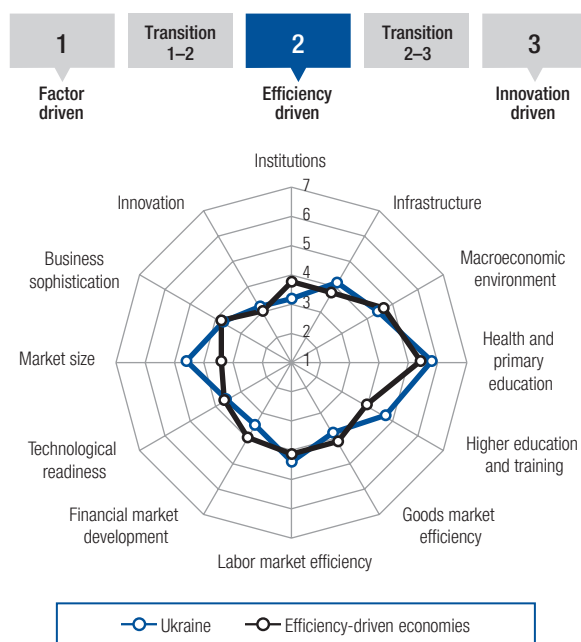 1
Transition
1–2
2
Transition
2–3
3
Factor
driven
Efficiency
driven
Innovation
driven
Institutions
Innovation
Infrastructure
Business
sophistication
Macroeconomic
environment
Market size
Health and
primary
education
Technological
readiness
Higher education
and training
Financial market
development
Goods market
efficiency
Labor market efficiency
7
6
5
4
3
2
1
Ukraine
Efficiency-driven economies